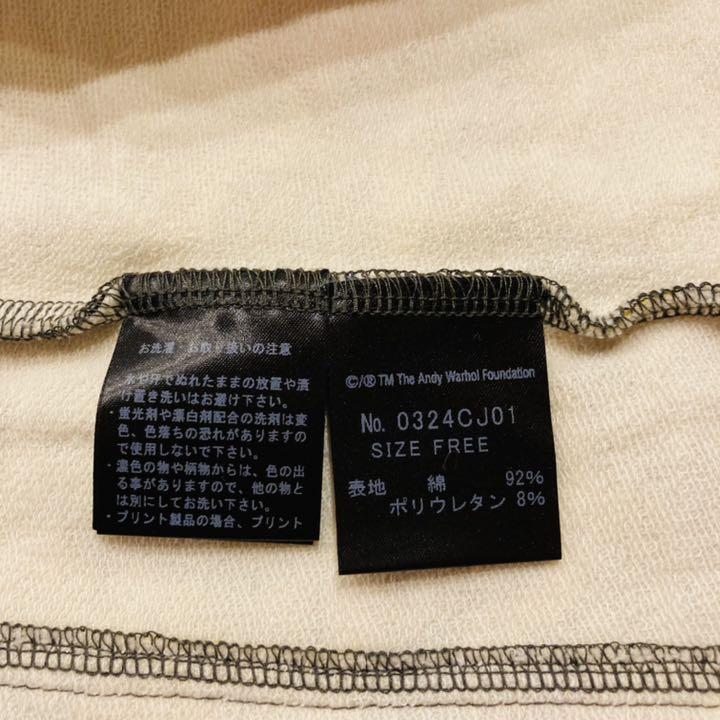 お洗濯・お取り扱いの注意
・水や汗でぬれたままの放置や漬
け置き洗いはお避け下さい。
・蛍光剤や漂白剤配合の洗剤は変
色、色落ちの恐れがありますの
で使用しないで下さい。
・濃色の物や柄物からは、色の出
る事がありますので、他の物と
は別にしてお洗い下さい。
・プリント製品の場合、プリント
©/® TM The Andy Warhol Foundation
No. 0324CJ01
SIZE FREE
表地 綿 92%
ポリウレタン 8%